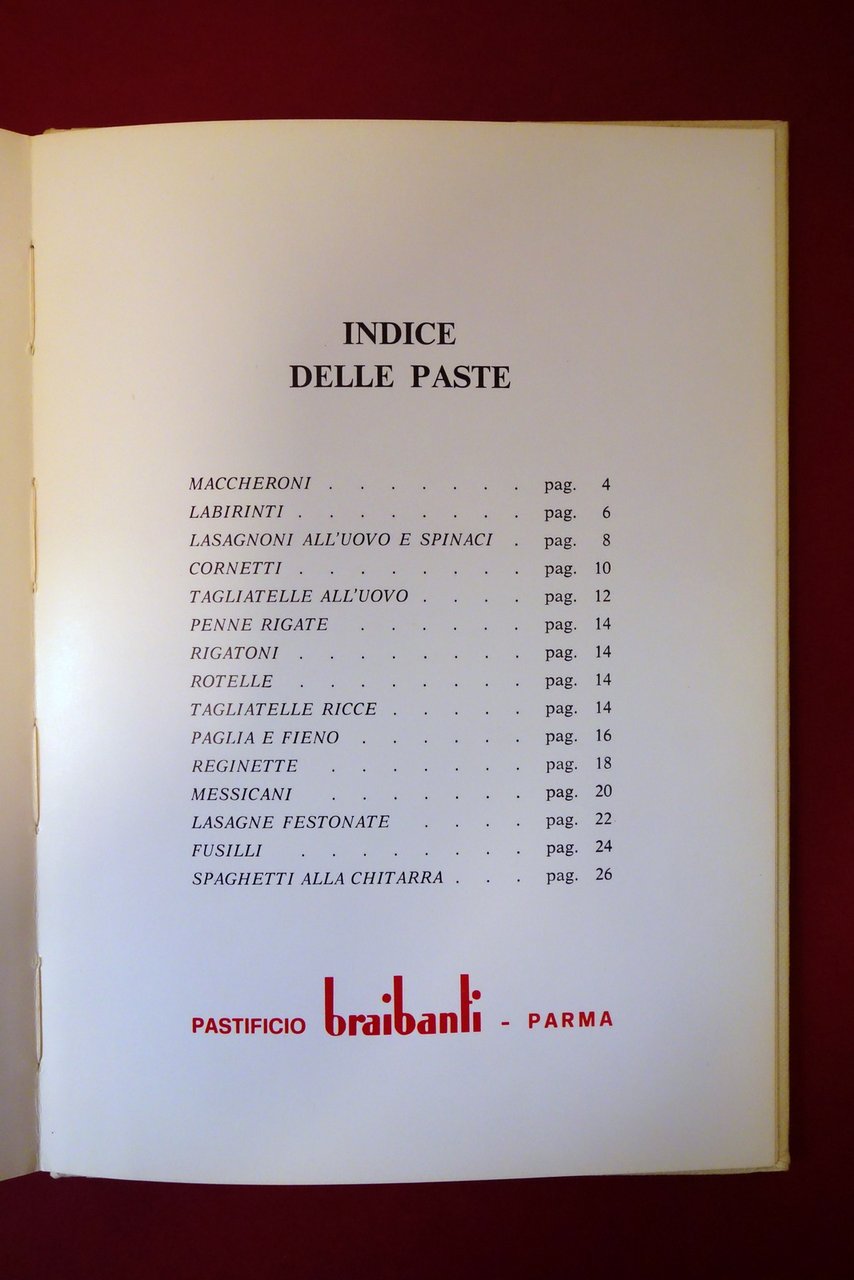 INDICE
DELLE PASTE
MACCHERONI . . . . . . . pag. 4
LABIRINTI . . . . . . . . pag. 6
LASAGNONI ALL'UOVO E SPINACI . pag. 8
CORNETTI . . . . . . . . pag. 10
TAGLIATELLE ALL'UOVO . . . . pag. 12
PENNE RIGATE . . . . . . pag. 14
RIGATONI . . . . . . . . pag. 14
ROTELLE . . . . . . . . pag. 14
TAGLIATELLE RICCE . . . . . pag. 14
PAGLIA E FIENO . . . . . . pag. 16
REGINETTE . . . . . . . pag. 18
MESSICANI . . . . . . . pag. 20
LASAGNE FESTONATE . . . . pag. 22
FUSILLI . . . . . . . . pag. 24
SPAGHETTI ALLA CHITARRA . . . pag. 26
PASTIFICIO braibanti - PARMA